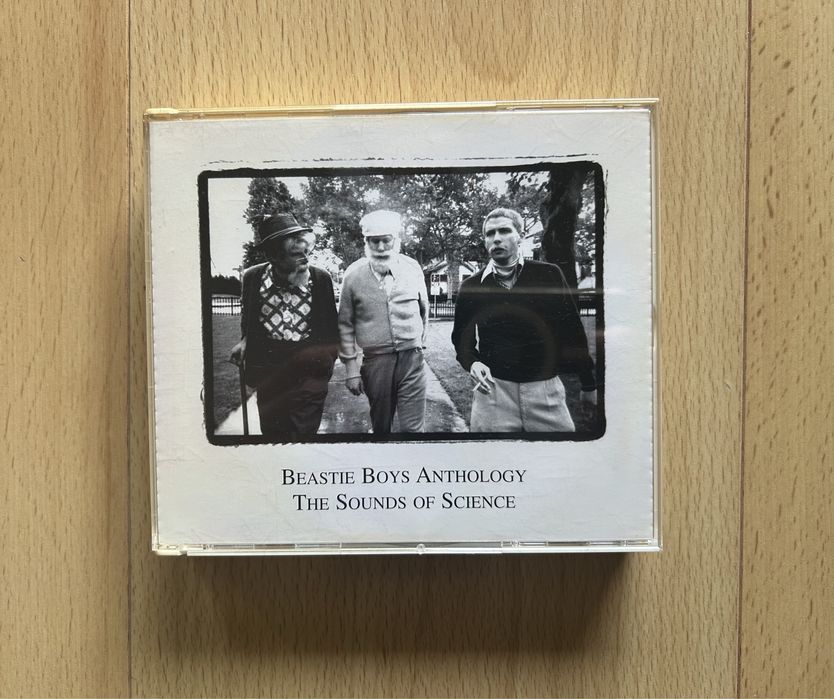 Beastie Boys Anthology
The Sounds of Science